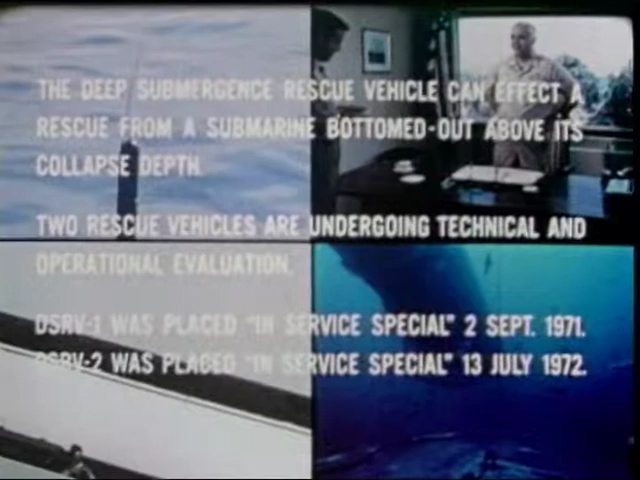 THE DEEP SUBMERGENCE RESCUE VEHICLE CAN EFFECT A
RESCUE FROM A SUBMARINE BOTTOMED-OUT ABOVE ITS
COLLAPSE DEPTH.
TWO RESCUE VEHICLES ARE UNDERGOING TECHNICAL AND
OPERATIONAL EVALUATION.
DSRV-1 WAS PLACED "IN SERVICE SPECIAL" 2 SEPT. 1971.
DSRV-2 WAS PLACED "IN SERVICE SPECIAL" 13 JULY 1972.